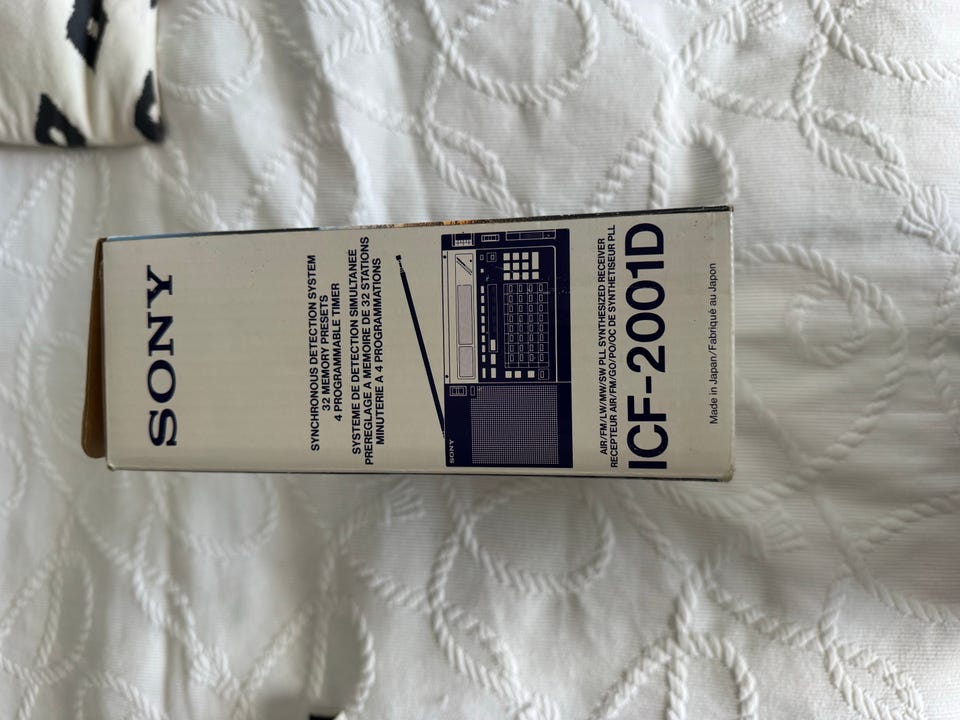 SONY
SYNCHRONOUS DETECTION SYSTEM
32 MEMORY PRESETS
4 PROGRAMMABLE TIMER
SYSTEME DE DETECTION SIMULTANEE
PREREGLAGE A MEMOIRE DE 32 STATIONS
MINUTERIE A 4 PROGRAMMATIONS
SONY
AIR/FM/LW/MW/SW PLL SYNTHESIZED RECEIVER
RECEPTEUR AIR/FM/GO/PO/OC DE SYNTHETISEUR PLL
ICF-2001D
Made in Japan/Fabriqué au Japon